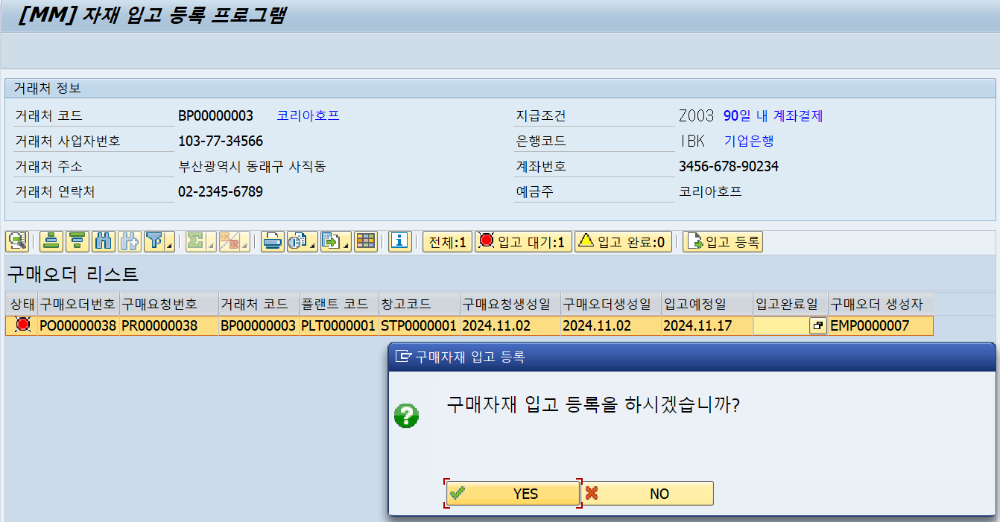 [MM] 자재 입고 등록 프로그램
거래처 정보
거래처 코드 BP00000003 코리아호프 지급조건 Z003 90일 내 계좌결제
거래처 사업자번호 103-77-34566 은행코드 IBK 기업은행
거래처 주소 부산광역시 동래구 사직동 계좌번호 3456-678-90234
거래처 연락처 02-2345-6789 예금주 코리아호프
전체:1 입고 대기:1 입고 완료:0 입고 등록
구매오더 리스트
상태 구매오더번호 구매요청번호 거래처 코드 플랜트 코드 창고코드 구매요청생성일 구매오더생성일 입고예정일 입고완료일 구매오더 생성자
PO00000038 PR00000038 BP00000003 PLT0000001 STP0000001 2024.11.02 2024.11.02 2024.11.17 EMP0000007
구매자재 입고 등록
구매자재 입고 등록을 하시겠습니까?
YES NO